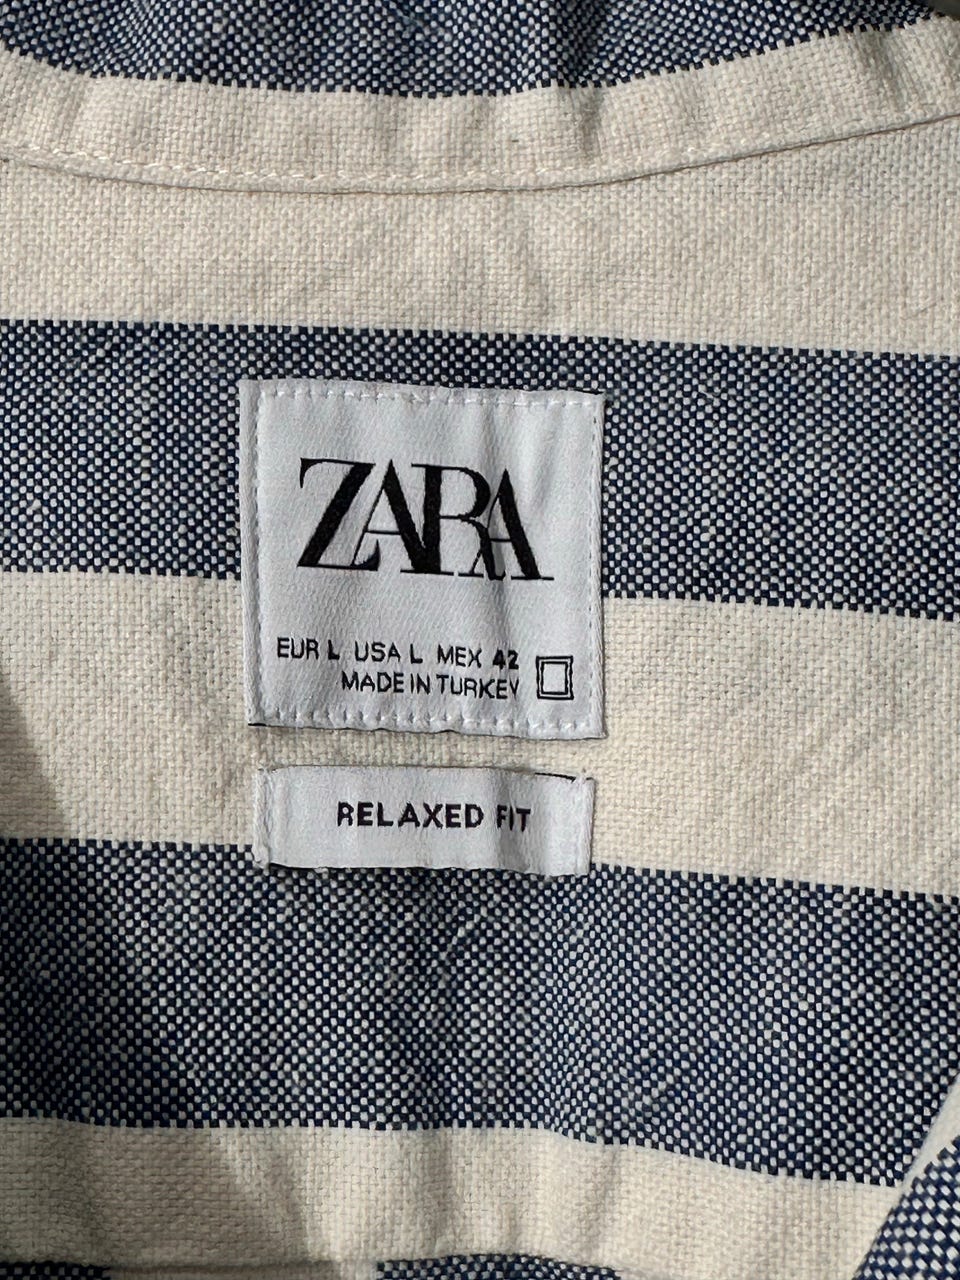 ZARA
EUR L USA L MEX 42
MADE IN TURKEY
RELAXED FIT